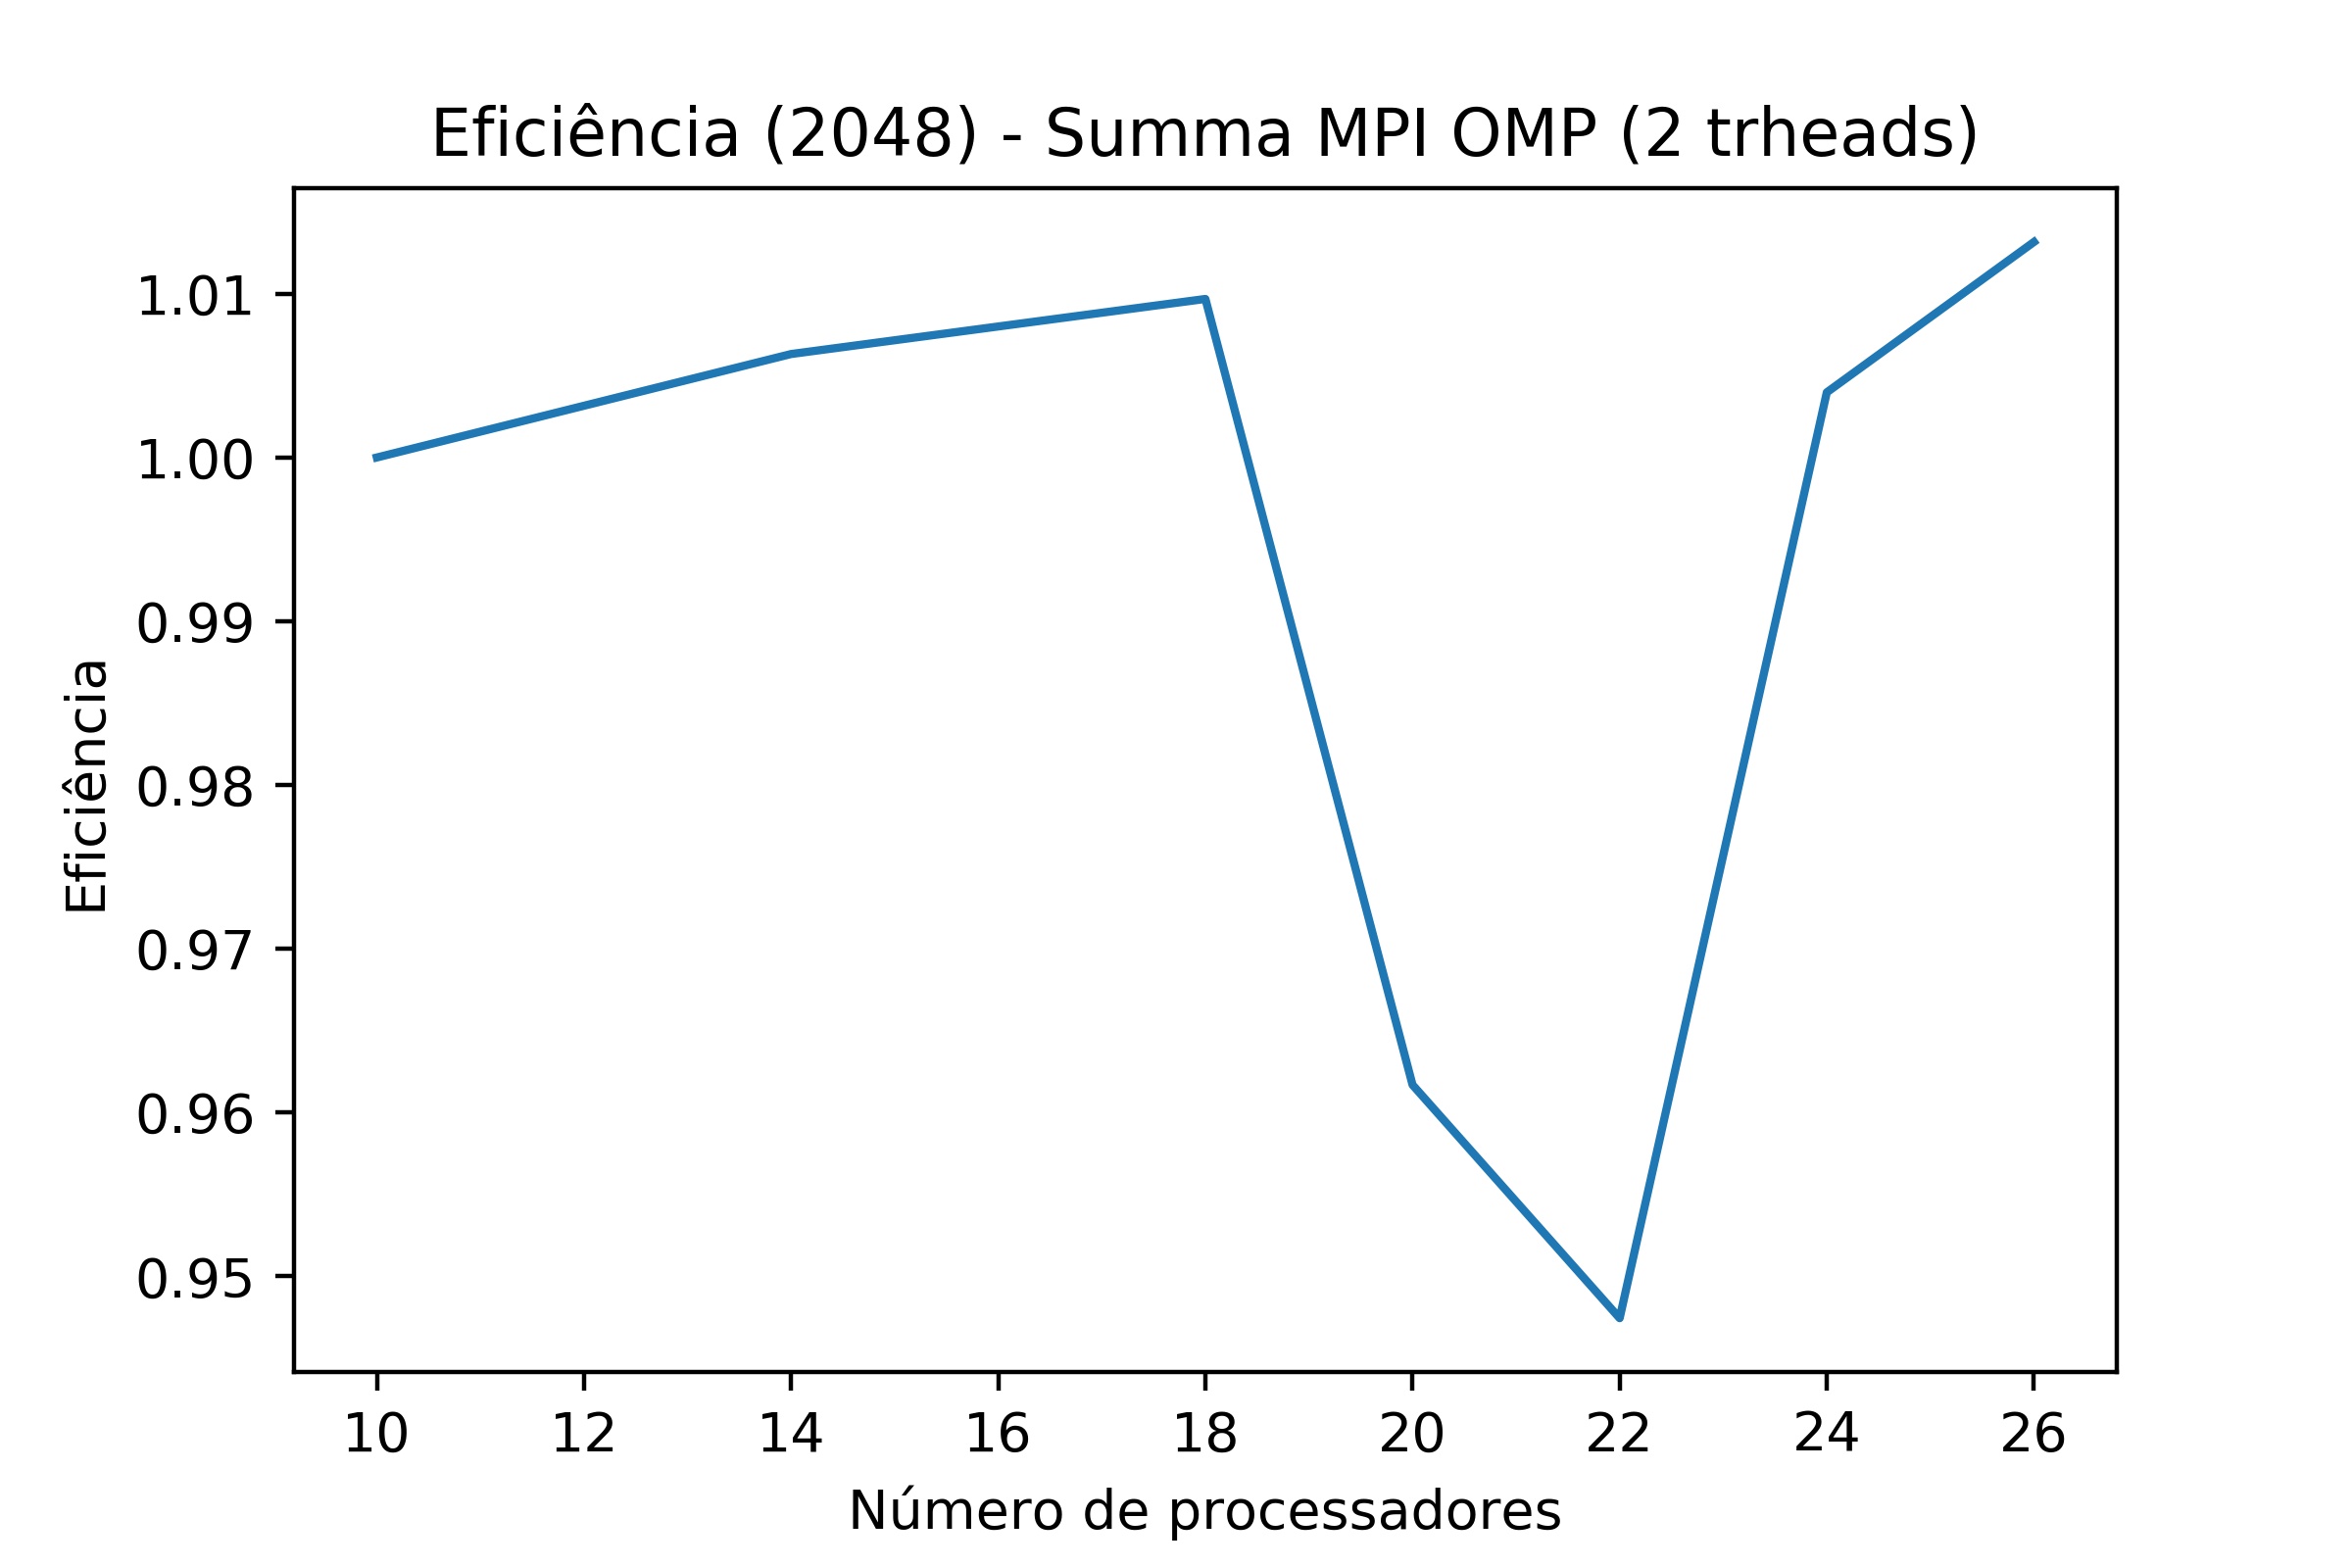 Eficiência (2048) - Summa MPI OMP (2 trheads)
1.01
1.00
0.99
0.98
0.97
0.96
0.95
Eficiência
10 12 14 16 18 20 22 24 26
Número de processadores